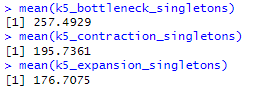 > mean(k5_bottleneck_singletons)
[1] 257.4929
> mean(k5_contraction_singletons)
[1] 195.7361
> mean(k5_expansion_singletons)
[1] 176.7075